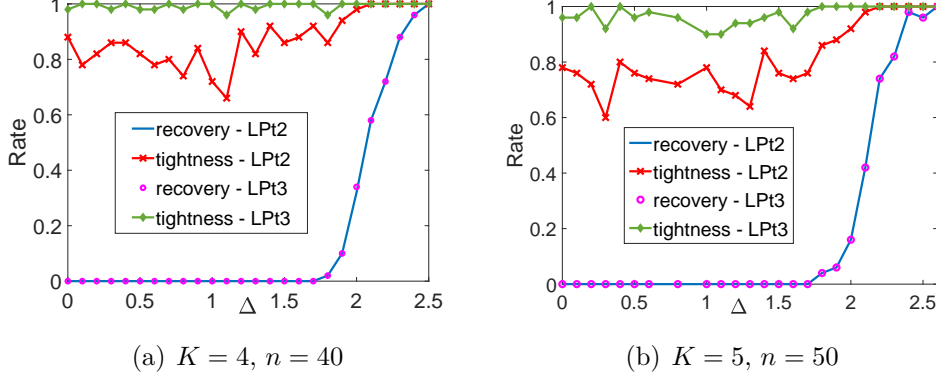 1
0.8
0.6
0.4
0.2
0
Rate
recovery - LPt2
tightness - LPt2
recovery - LPt3
tightness - LPt3
0 0.5 1 1.5 2 2.5
Δ
(a) K = 4, n = 40
1
0.8
0.6
0.4
0.2
0
Rate
recovery - LPt2
tightness - LPt2
recovery - LPt3
tightness - LPt3
0 0.5 1 1.5 2 2.5
Δ
(b) K = 5, n = 50